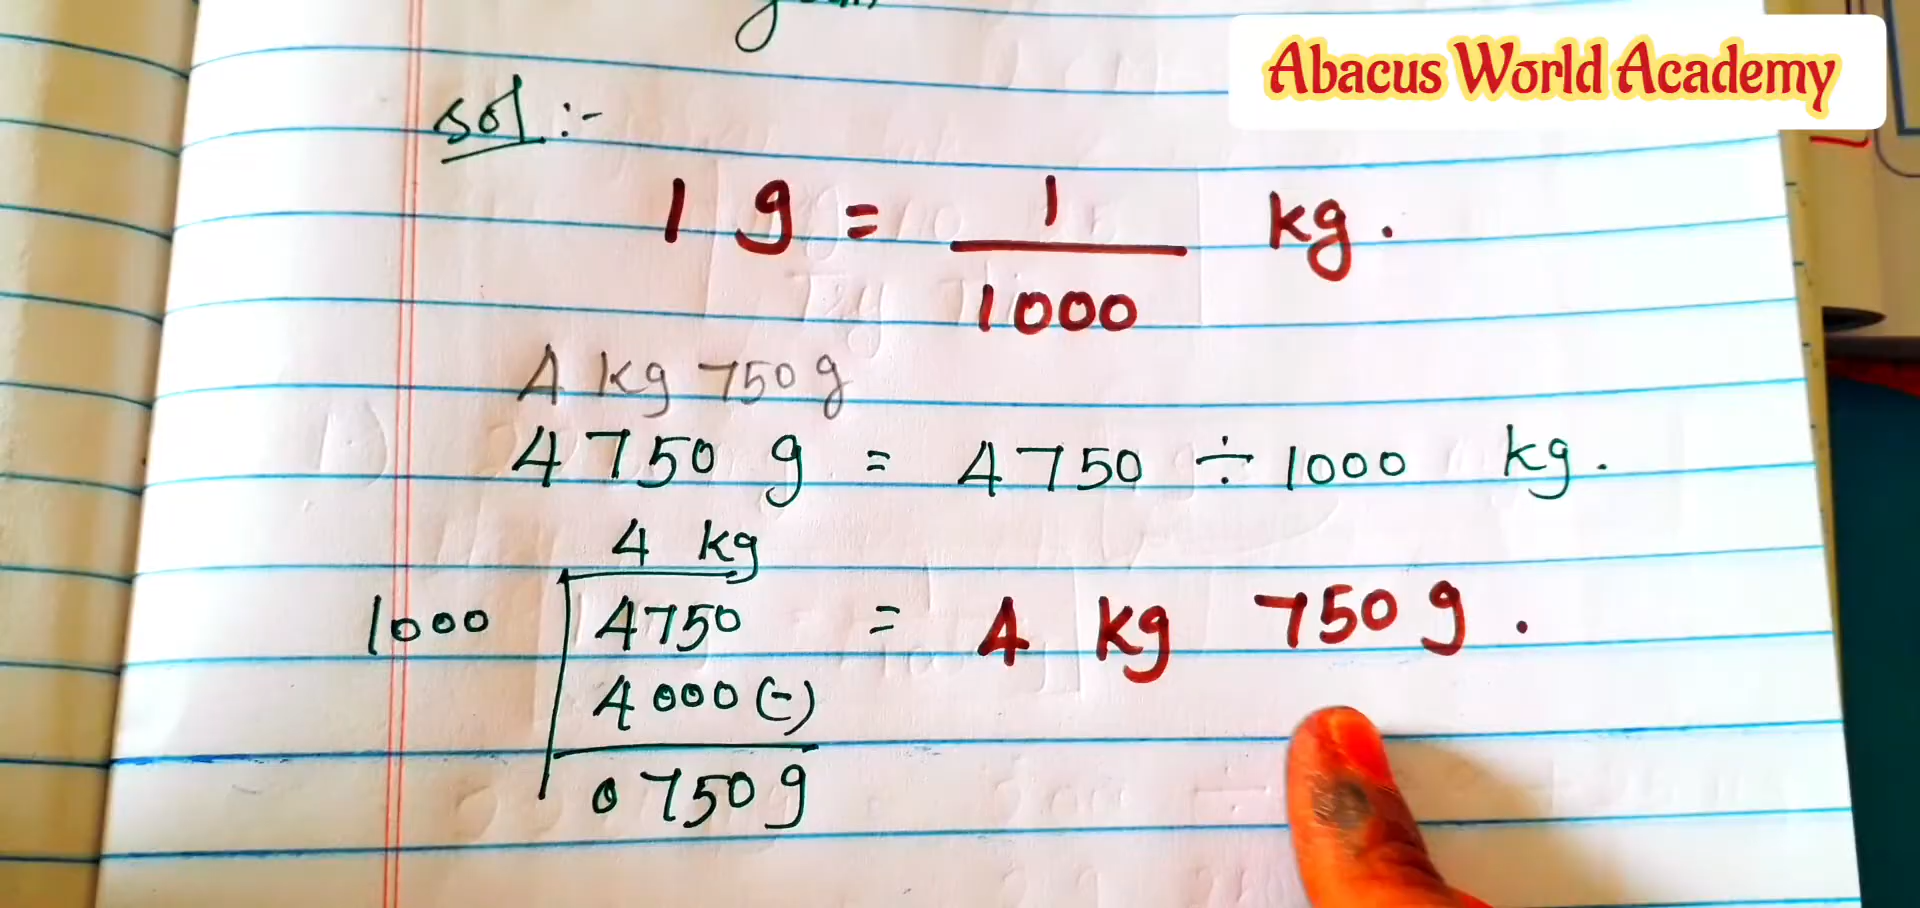 Abacus World Academy
sol :-
1 g = 1/1000 kg.
4 kg 750 g
4750 g = 4750 ÷ 1000 kg.
4 kg
1000 4750 = 4 kg 750 g.
4000 (-)
0750 g